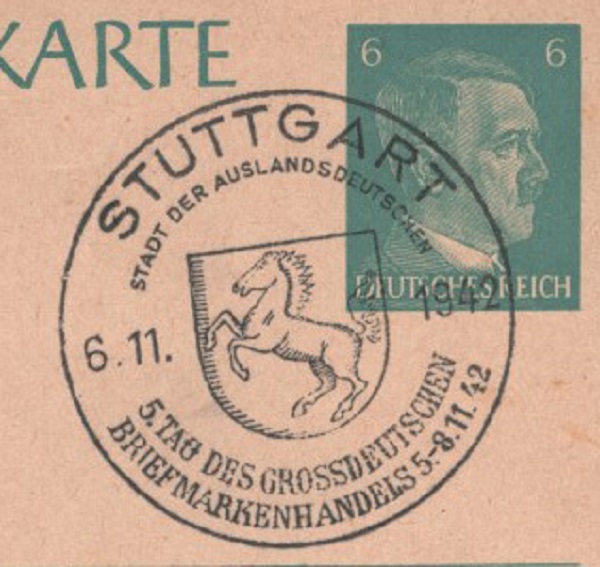 KARTE
6 6
STUTTGART
STADT DER AUSLANDSDEUTSCHEN
DEUTSCHES REICH
6.11. 1942
5. TAG DES GROSSDEUTSCHEN
BRIEFMARKENHANDELS 5.-8.11.42